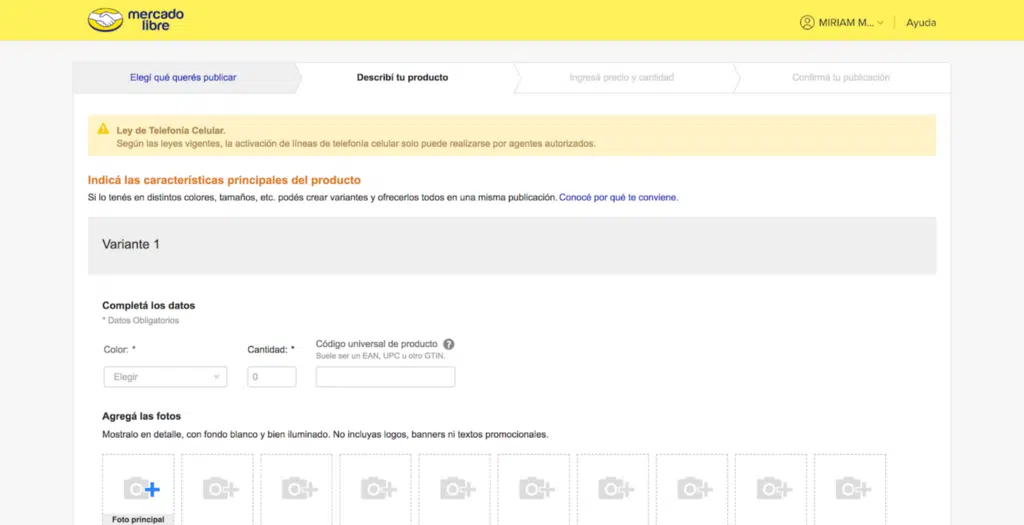 mercado
libre
MIRIAM M... Ayuda
Elegí qué querés publicar Describí tu producto Ingresá precio y cantidad Confirmá tu publicación
Ley de Telefonía Celular.
Según las leyes vigentes, la activación de líneas de telefonía celular solo puede realizarse por agentes autorizados.
Indicá las características principales del producto
Si lo tenés en distintos colores, tamaños, etc. podés crear variantes y ofrecerlos todos en una misma publicación. Conocé por qué te conviene.
Variante 1
Completá los datos
* Datos Obligatorios
Color: * Cantidad: * Código universal de producto ?
Suele ser un EAN, UPC u otro GTIN.
Elegir 0
Agregá las fotos
Mostralo en detalle, con fondo blanco y bien iluminado. No incluyas logos, banners ni textos promocionales.
Foto principal